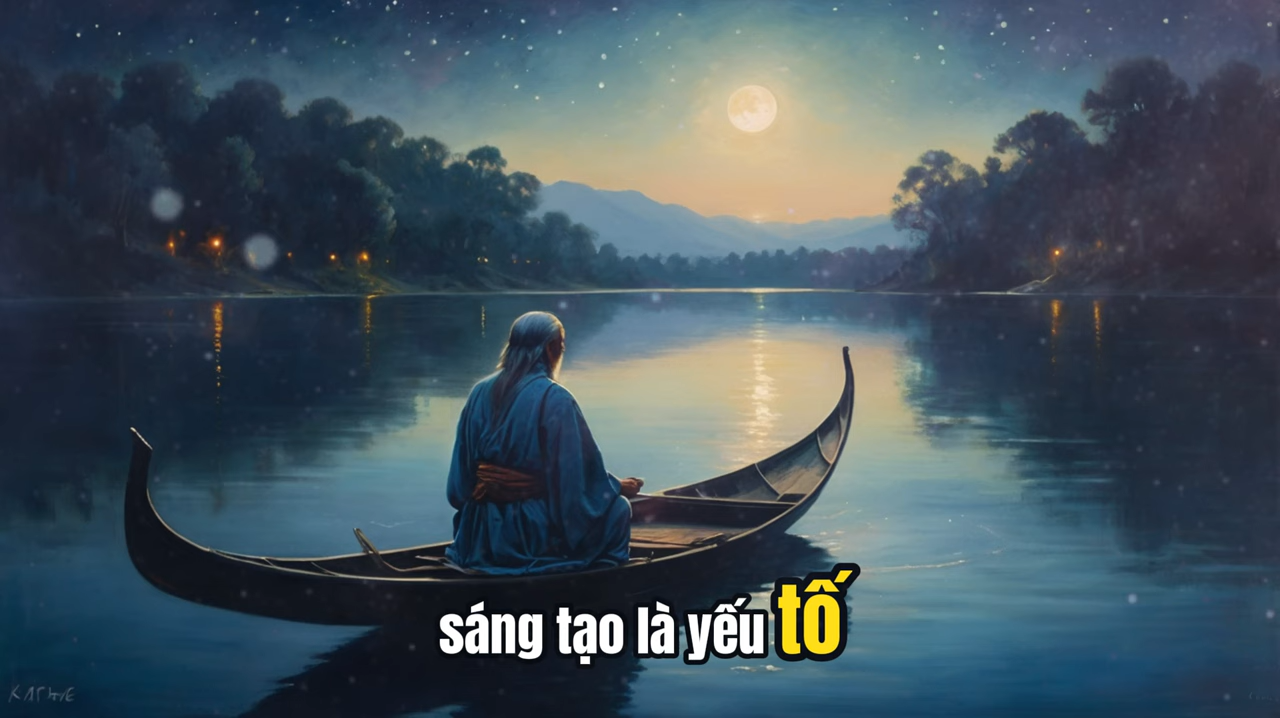 sáng tạo là yếu tố